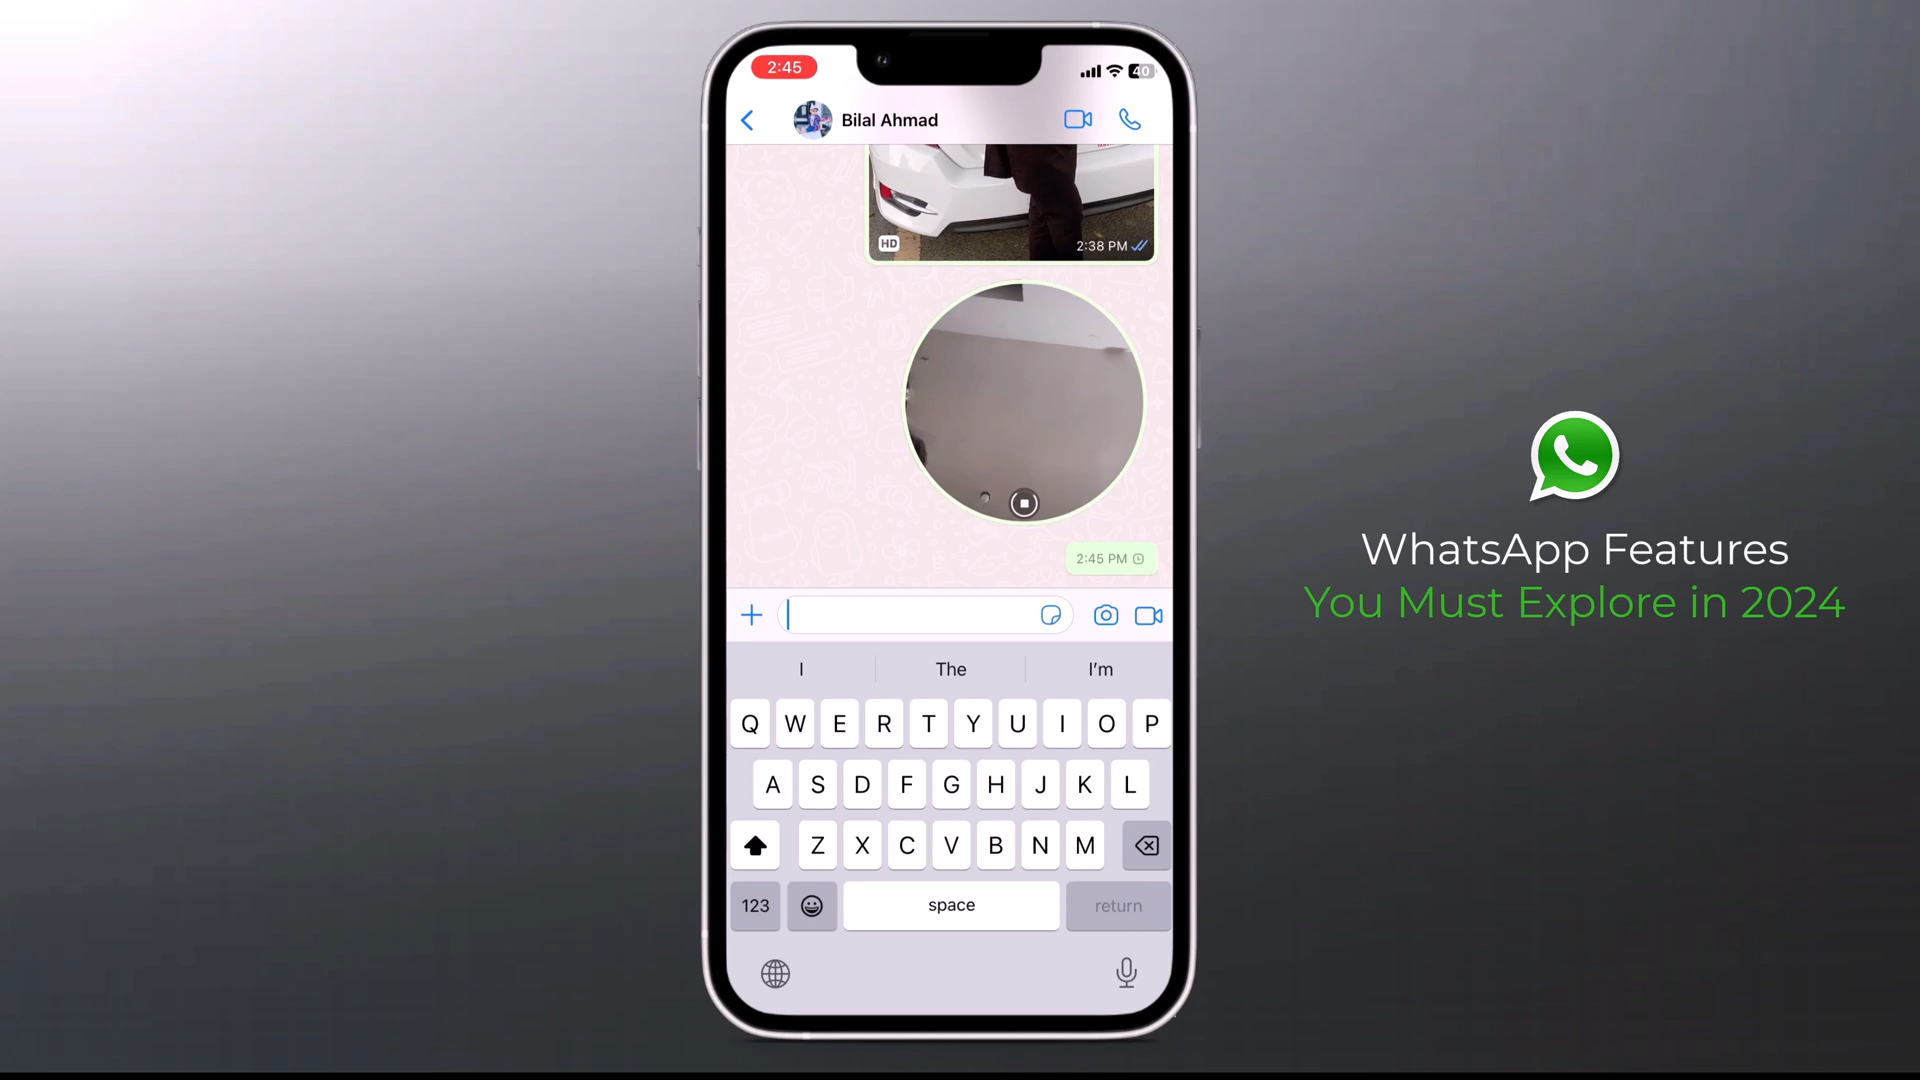 2:45
40
Bilal Ahmad
HD
2:38 PM
2:45 PM
WhatsApp Features
You Must Explore in 2024
I The I'm
Q W E R T Y U I O P
A S D F G H J K L
Z X C V B N M
123 space return